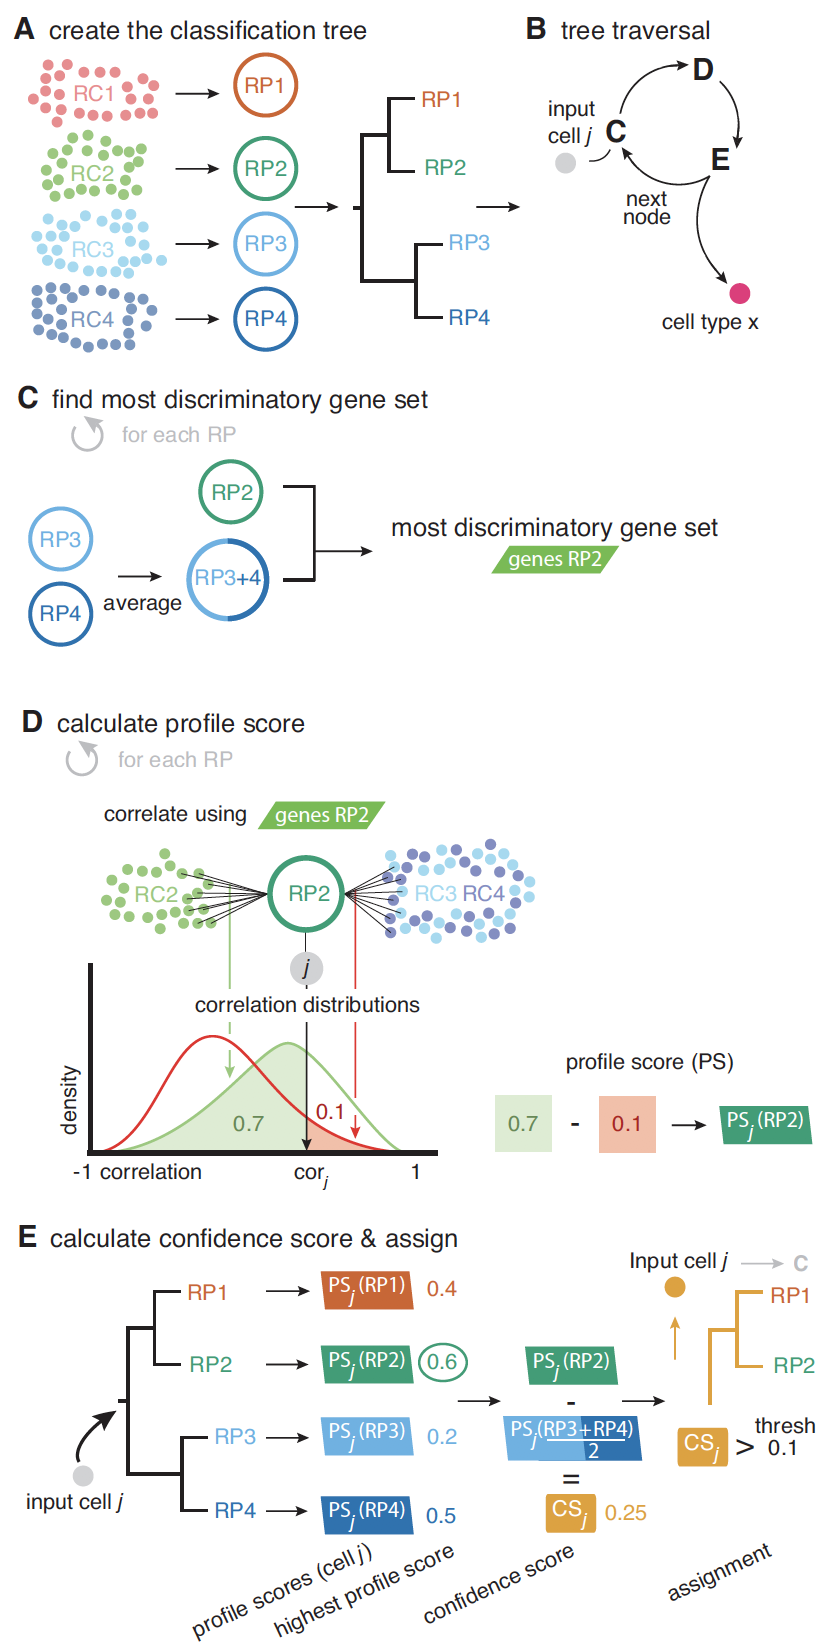 A create the classification tree
RC1
RP1
RC2
RP2
RC3
RP3
RC4
RP4
RP1
RP2
RP3
RP4
B tree traversal
D
input
cell j
C
E
next
node
cell type x
C find most discriminatory gene set
for each RP
RP2
RP3
RP3+4
RP4
average
most discriminatory gene set
genes RP2
D calculate profile score
for each RP
correlate using genes RP2
RC2
RP2
RC3 RC4
j
correlation distributions
density
0.7
0.1
-1 correlation
corj
1
profile score (PS)
0.7 - 0.1
PSj(RP2)
E calculate confidence score & assign
RP1
PSj(RP1) 0.4
RP2
PSj(RP2) 0.6
RP3
PSj(RP3) 0.2
RP4
PSj(RP4) 0.5
input cell j
PSj(RP2)
-
PSj(RP3+RP4)
2
=
CSj 0.25
Input cell j
C
RP1
RP2
CSj > thresh
0.1
profile scores (cell j)
highest profile score
confidence score
assignment